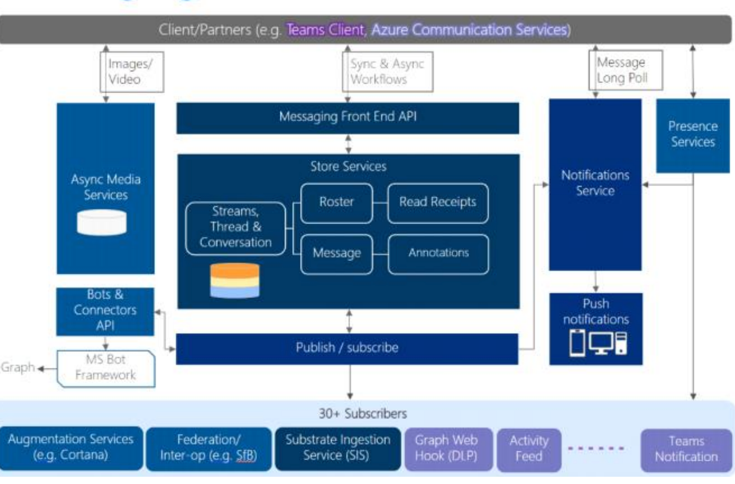 Client/Partners (e.g. Teams Client, Azure Communication Services)
Images/
Video
Sync & Async
Workflows
Message
Long Poll
Messaging Front End API
Presence
Services
Async Media
Services
Store Services
Streams,
Thread &
Conversation
Roster
Read Receipts
Message
Annotations
Notifications
Service
Bots &
Connectors
API
Publish / subscribe
Push
notifications
Graph
MS Bot
Framework
30+ Subscribers
Augmentation Services
(e.g. Cortana)
Federation/
Inter-op (e.g. SfB)
Substrate Ingestion
Service (SIS)
Graph Web
Hook (DLP)
Activity
Feed
Teams
Notification